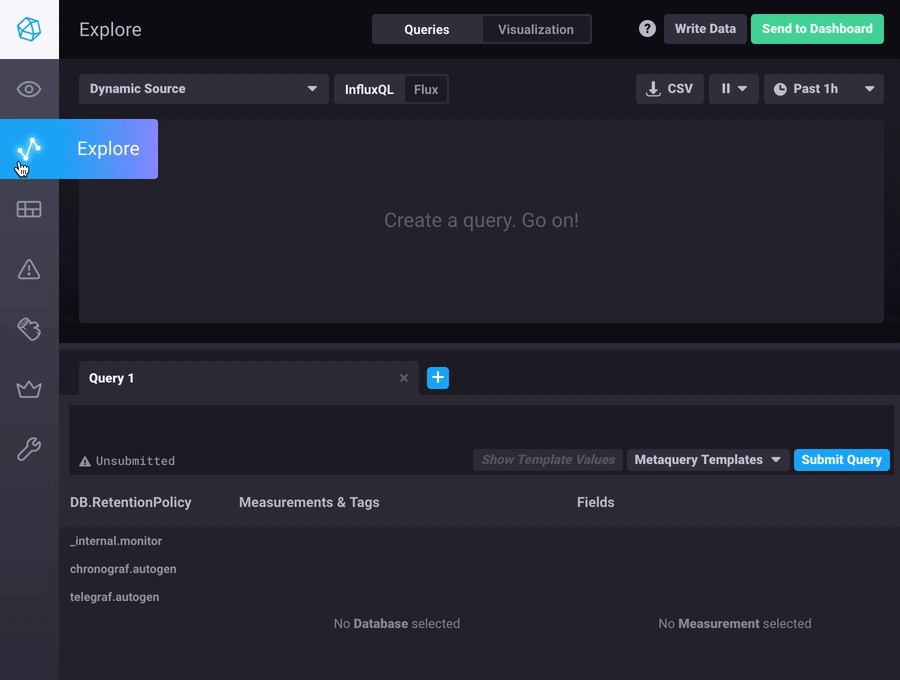 Explore
Queries
Visualization
?
Write Data
Send to Dashboard
Dynamic Source
InfluxQL
Flux
CSV
Past 1h
Explore
Create a query. Go on!
Query 1
Unsubmitted
Show Template Values
Metaquery Templates
Submit Query
DB.RetentionPolicy
Measurements & Tags
Fields
_internal.monitor
chronograf.autogen
telegraf.autogen
No Database selected
No Measurement selected